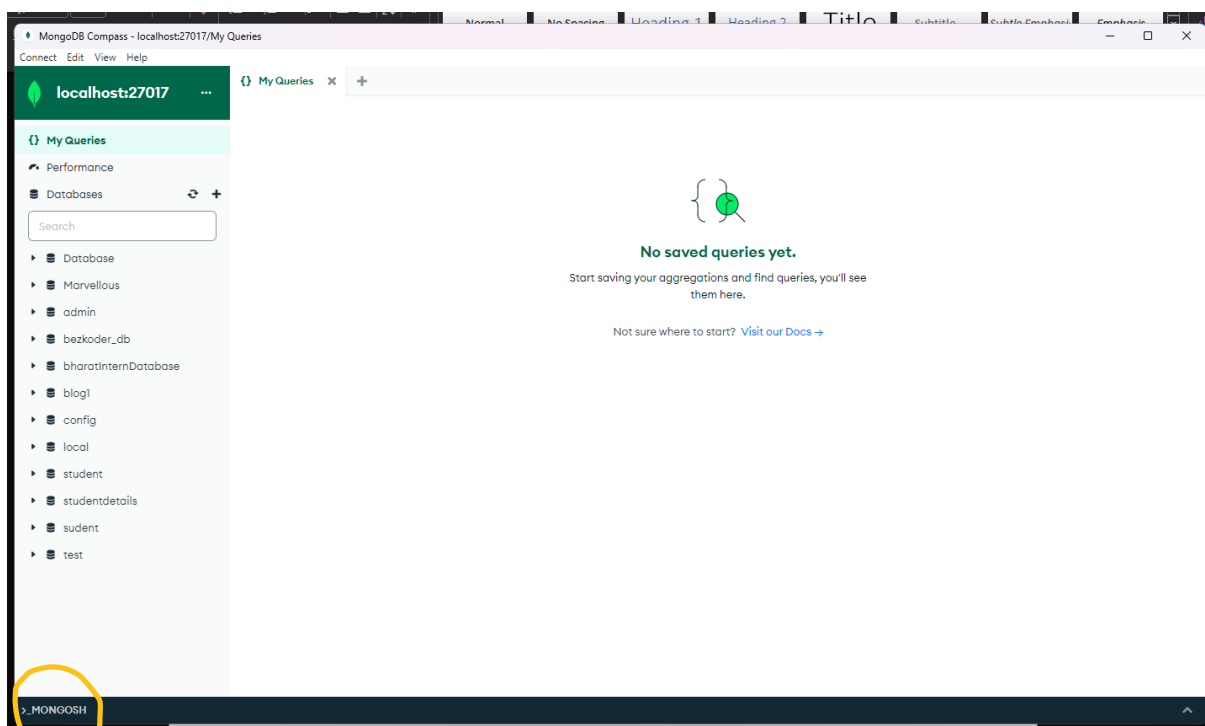 Normal No Spacing Heading 1 Heading 2 Title Subtitle Subtle Emphasis Emphasis
MongoDB Compass - localhost:27017/My Queries
Connect Edit View Help
localhost:27017 ...
{} My Queries
{} My Queries
Performance
Databases
Search
Database
Marvellous
admin
bezkoder_db
bharatInternDatabase
blog1
config
local
student
studentdetails
sudent
test
No saved queries yet.
Start saving your aggregations and find queries, you'll see
them here.
Not sure where to start? Visit our Docs →
>_MONGOSH